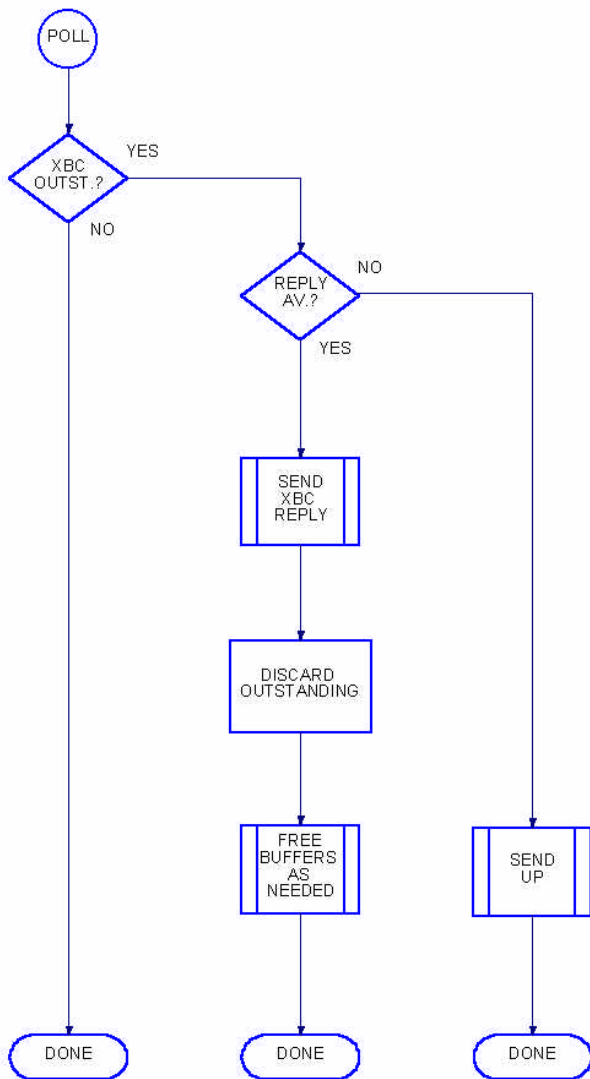 POLL
XBC
OUTST.?
YES
NO
REPLY
AV.?
NO
YES
SEND
XBC
REPLY
DISCARD
OUTSTANDING
FREE
BUFFERS
AS
NEEDED
SEND
UP
DONE
DONE
DONE